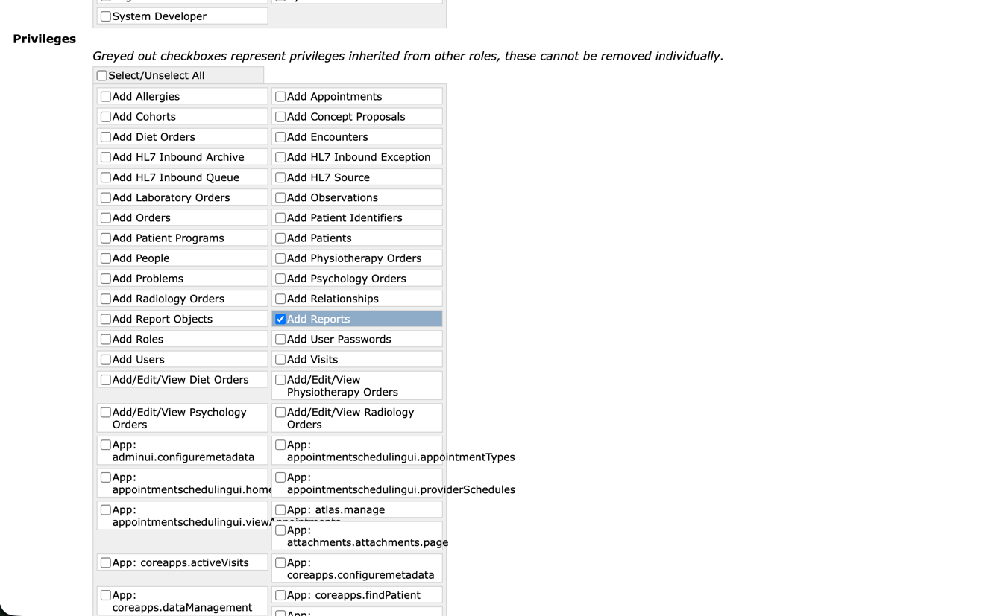 System Developer
Privileges
Greyed out checkboxes represent privileges inherited from other roles, these cannot be removed individually.
Select/Unselect All
Add Allergies
Add Appointments
Add Cohorts
Add Concept Proposals
Add Diet Orders
Add Encounters
Add HL7 Inbound Archive
Add HL7 Inbound Exception
Add HL7 Inbound Queue
Add HL7 Source
Add Laboratory Orders
Add Observations
Add Orders
Add Patient Identifiers
Add Patient Programs
Add Patients
Add People
Add Physiotherapy Orders
Add Problems
Add Psychology Orders
Add Radiology Orders
Add Relationships
Add Report Objects
Add Reports
Add Roles
Add User Passwords
Add Users
Add Visits
Add/Edit/View Diet Orders
Add/Edit/View
Physiotherapy Orders
Add/Edit/View Psychology
Orders
Add/Edit/View Radiology
Orders
App:
adminui.configuremetadata
App:
appointmentschedulingui.appointmentTypes
App:
appointmentschedulingui.home
App:
appointmentschedulingui.providerSchedules
App:
appointmentschedulingui.viewAppointments
App: atlas.manage
App:
attachments.attachments.page
App: coreapps.activeVisits
App:
coreapps.configuremetadata
App:
coreapps.dataManagement
App: coreapps.findPatient
App: